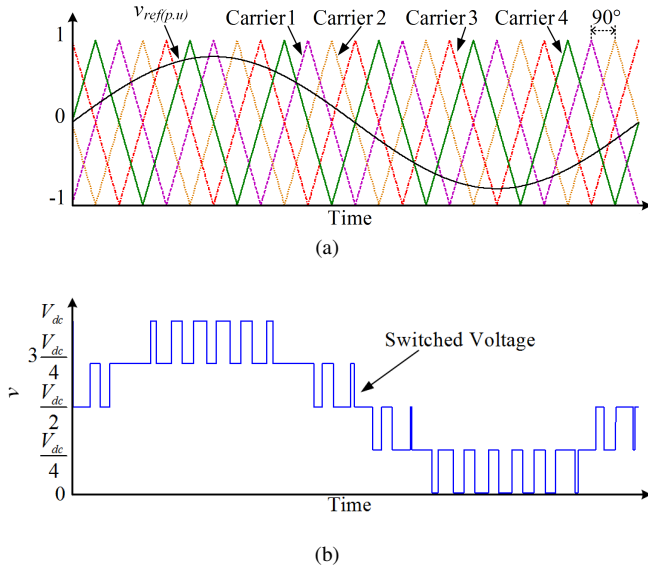 v_ref(p.u) Carrier 1 Carrier 2 Carrier 3 Carrier 4 90°
1
0
-1
Time
(a)
V_dc
3 V_dc/4
V_dc/2
V_dc/4
0
v
Switched Voltage
Time
(b)